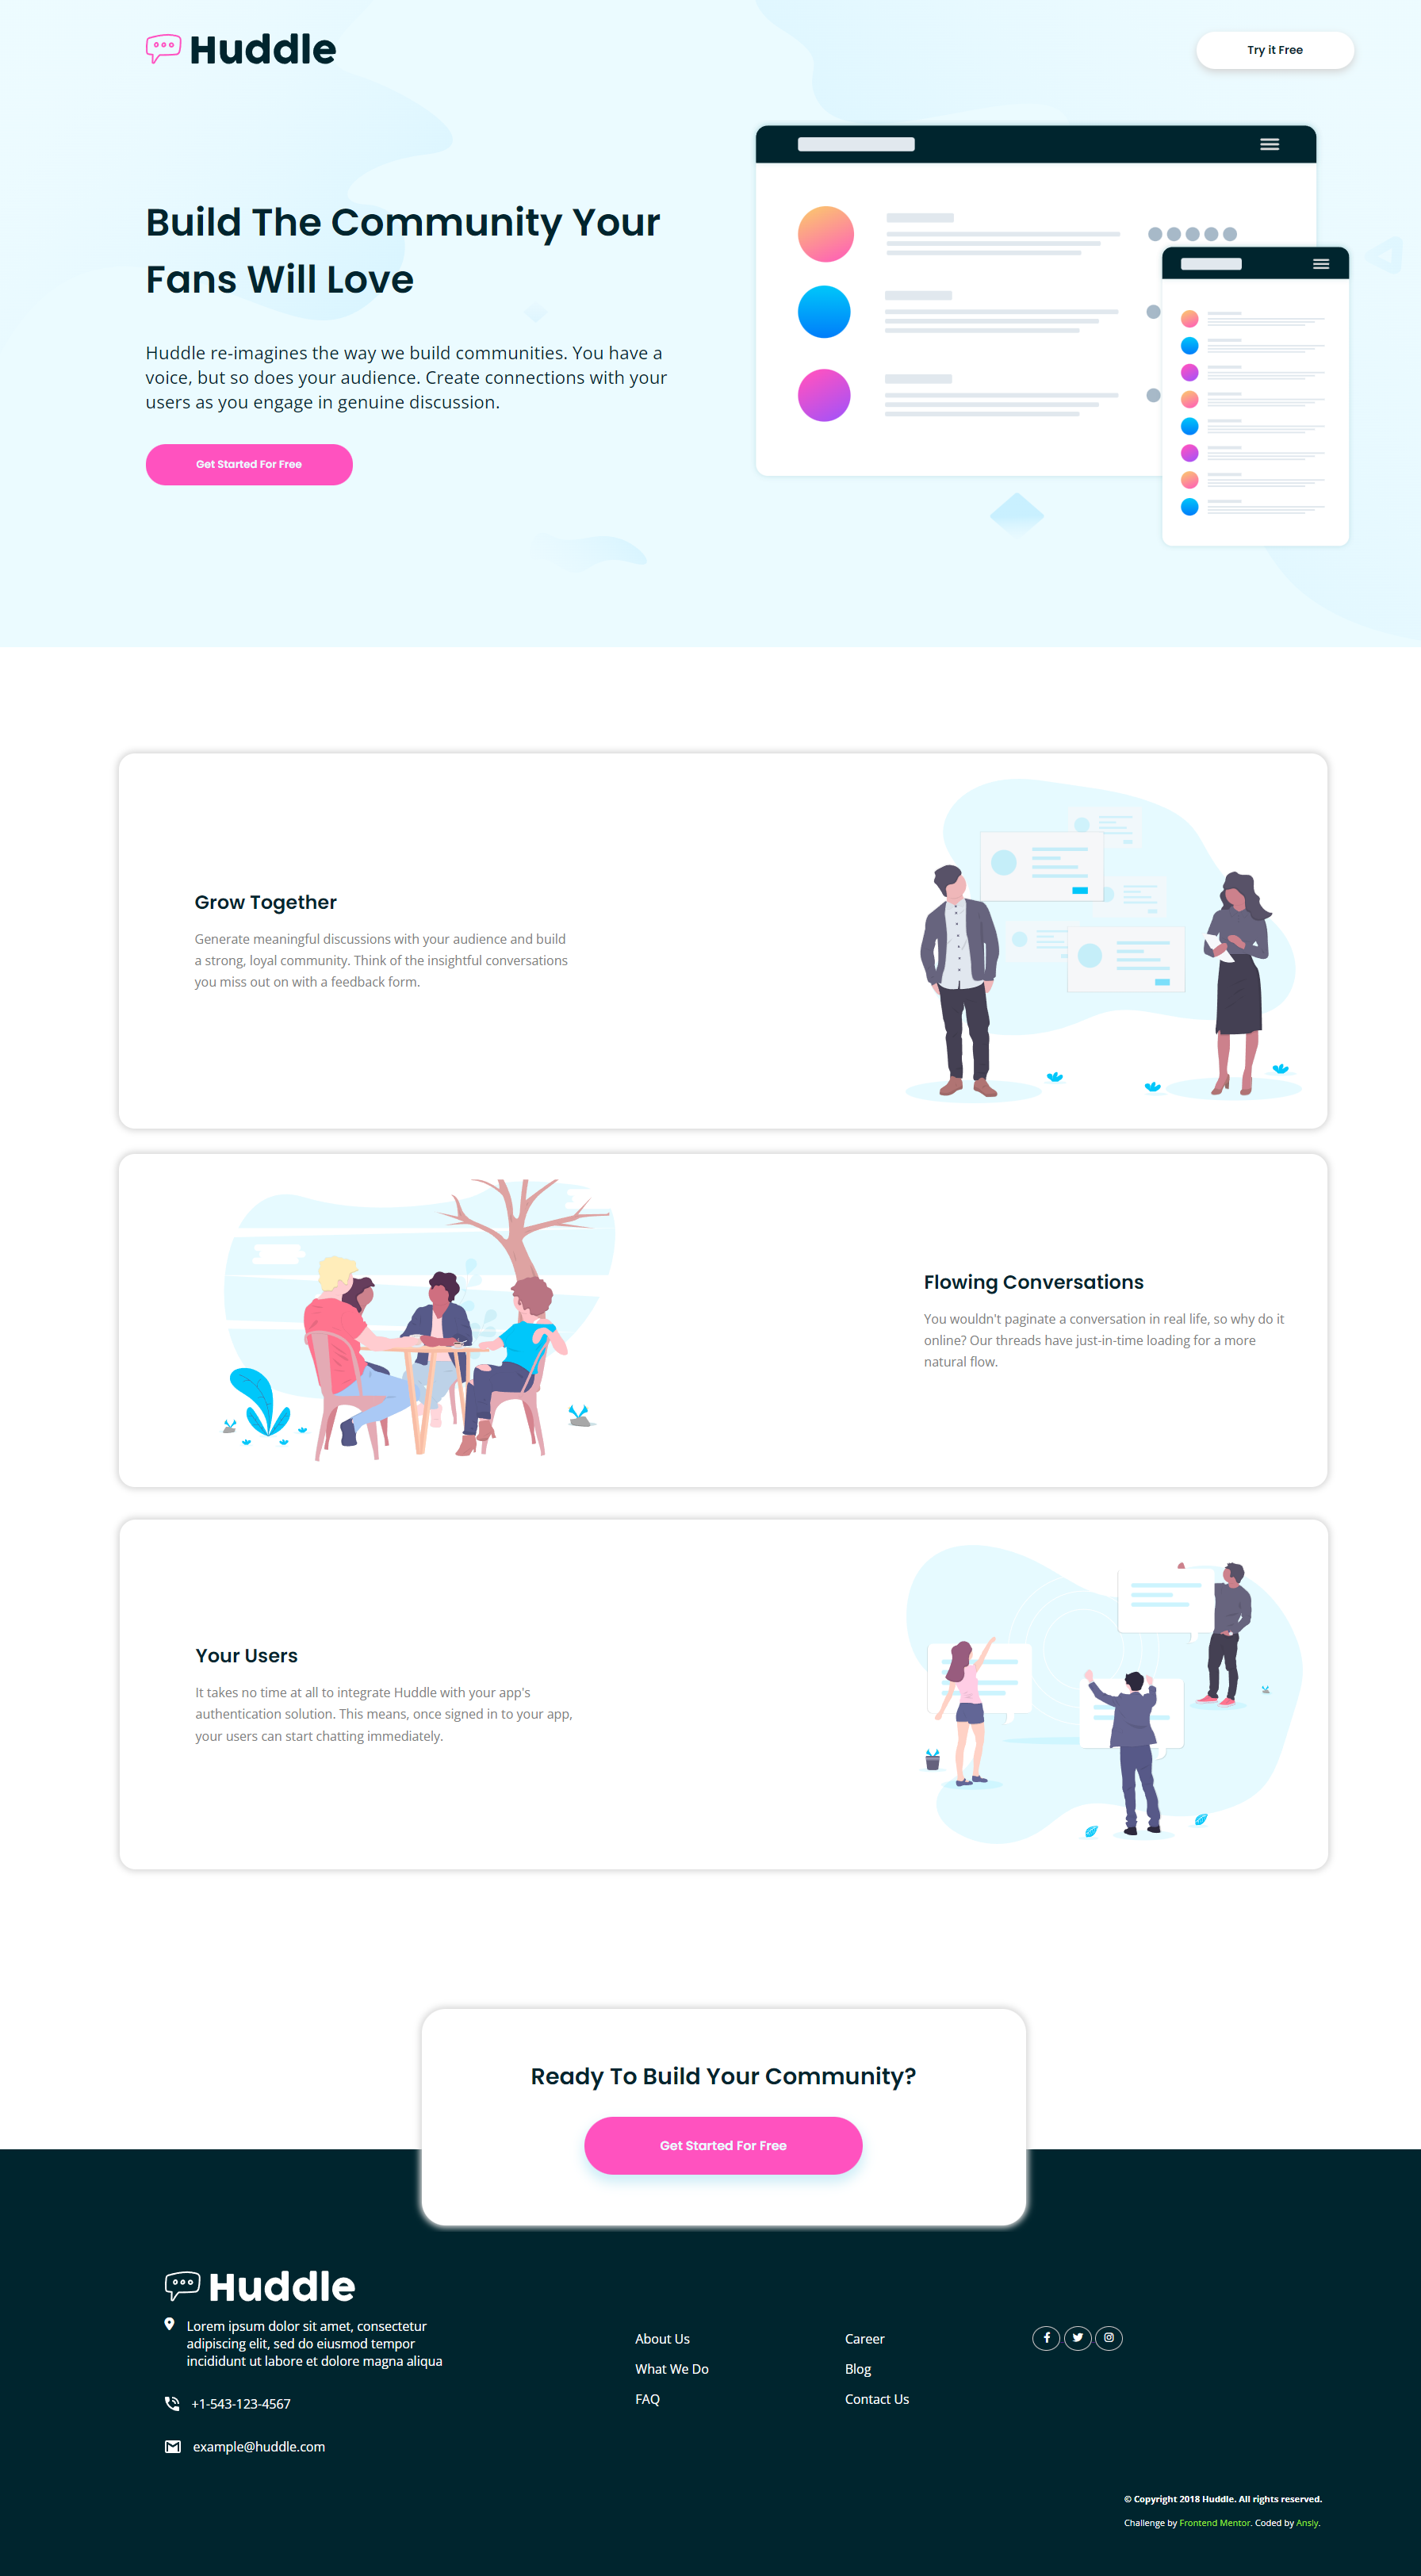 Huddle
Try it Free
Build The Community Your
Fans Will Love
Huddle re-imagines the way we build communities. You have a
voice, but so does your audience. Create connections with your
users as you engage in genuine discussion.
Get Started For Free
Grow Together
Generate meaningful discussions with your audience and build
a strong, loyal community. Think of the insightful conversations
you miss out on with a feedback form.
Flowing Conversations
You wouldn't paginate a conversation in real life, so why do it
online? Our threads have just-in-time loading for a more
natural flow.
Your Users
It takes no time at all to integrate Huddle with your app's
authentication solution. This means, once signed in to your app,
your users can start chatting immediately.
Ready To Build Your Community?
Get Started For Free
Huddle
Lorem ipsum dolor sit amet, consectetur
adipiscing elit, sed do eiusmod tempor
incididunt ut labore et dolore magna aliqua
+1-543-123-4567
example@huddle.com
About Us
What We Do
FAQ
Career
Blog
Contact Us
© Copyright 2018 Huddle. All rights reserved.
Challenge by Frontend Mentor. Coded by Ansly.